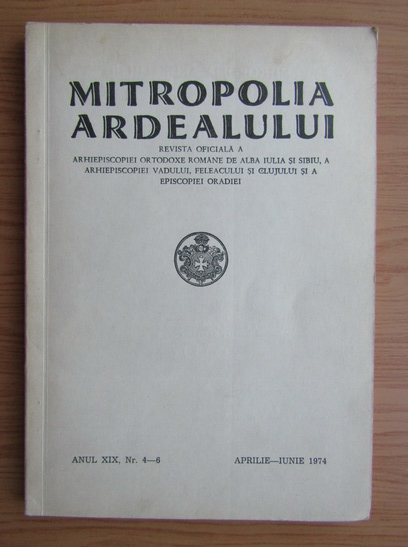 MITROPOLIA
ARDEALULUI
REVISTA OFICIALĂ A
ARHIEPISCOPIEI ORTODOXE ROMANE DE ALBA IULIA ȘI SIBIU, A
ARHIEPISCOPIEI VADULUI, FELEACULUI ȘI CLUJULUI ȘI A
EPISCOPIEI ORADIEI
ANUL XIX, Nr. 4—6 APRILIE—IUNIE 1974